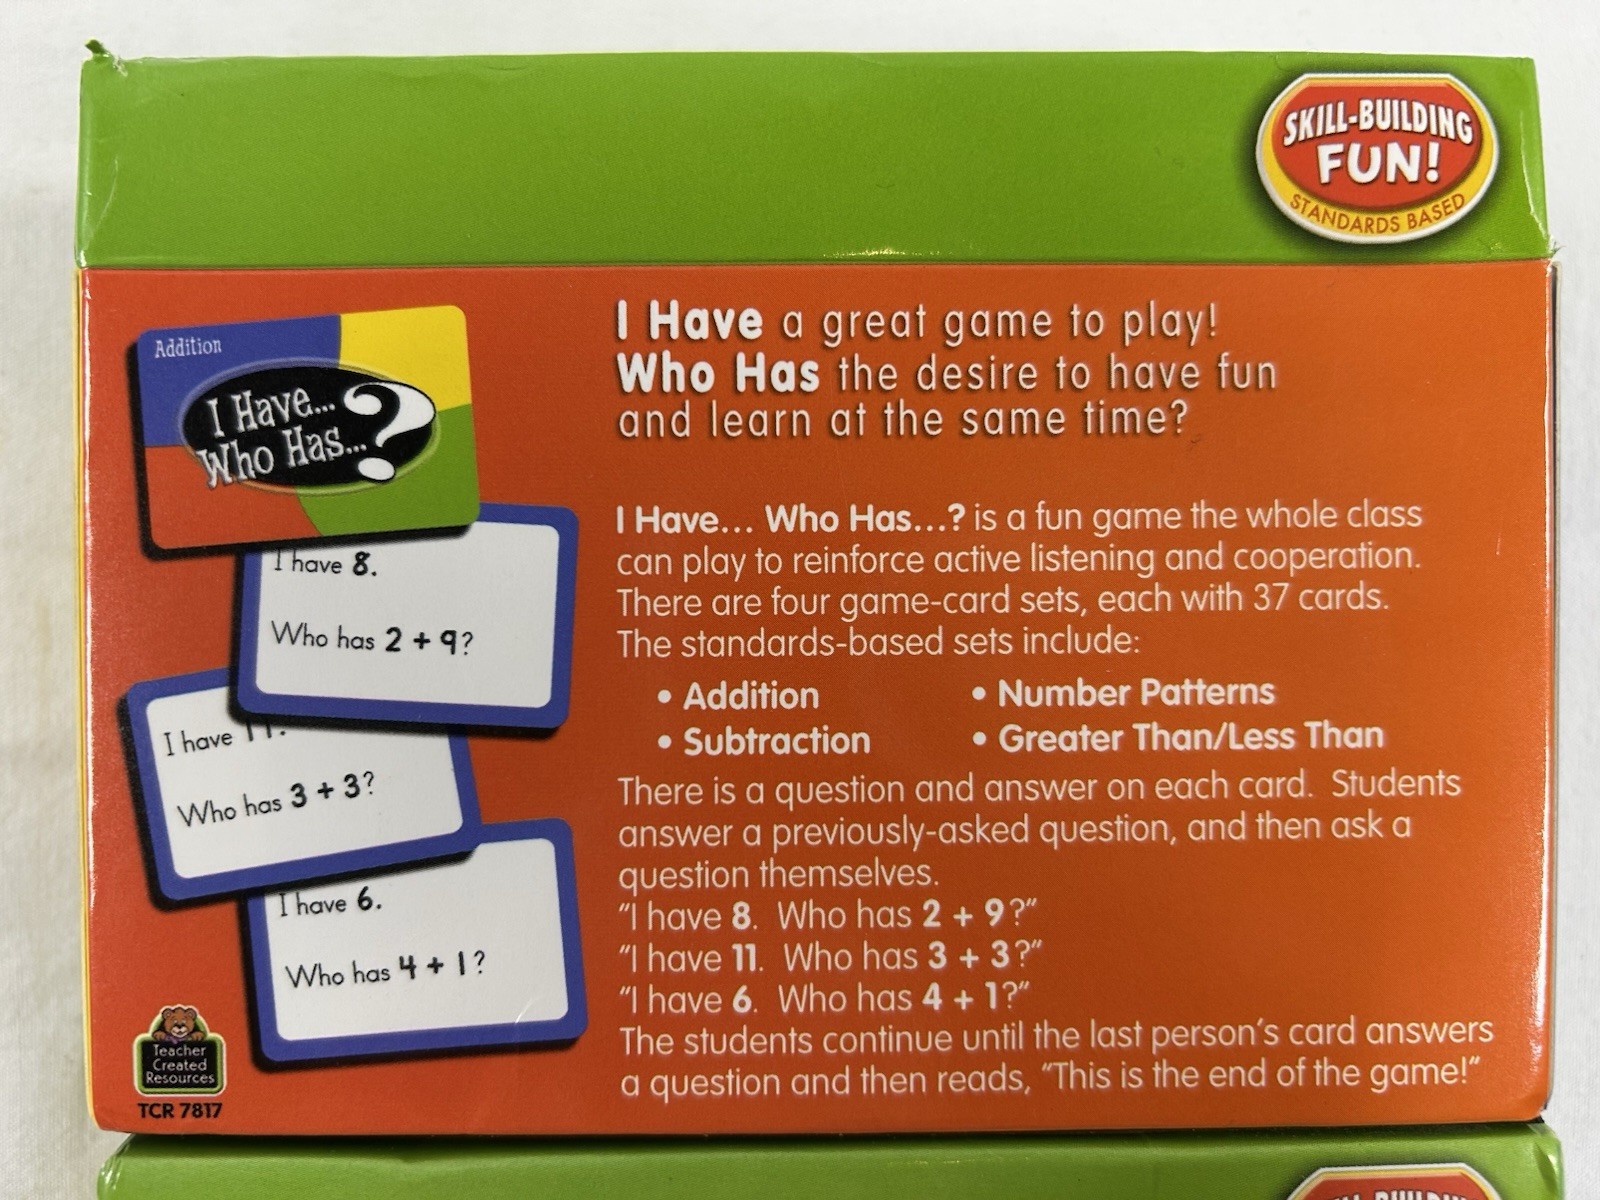 SKILL-BUILDING
FUN!
STANDARDS BASED
Addition
I Have...
Who Has...?
I have 8.
Who has 2 + 9?
I have 11.
Who has 3 + 3?
I have 6.
Who has 4 + 1?
Teacher
Created
Resources
TCR 7817
I Have a great game to play!
Who Has the desire to have fun
and learn at the same time?
I Have... Who Has...? is a fun game the whole class
can play to reinforce active listening and cooperation.
There are four game-card sets, each with 37 cards.
The standards-based sets include:
• Addition
• Subtraction
• Number Patterns
• Greater Than/Less Than
There is a question and answer on each card. Students
answer a previously-asked question, and then ask a
question themselves.
“I have 8. Who has 2 + 9?”
“I have 11. Who has 3 + 3?”
“I have 6. Who has 4 + 1?”
The students continue until the last person’s card answers
a question and then reads, “This is the end of the game!”